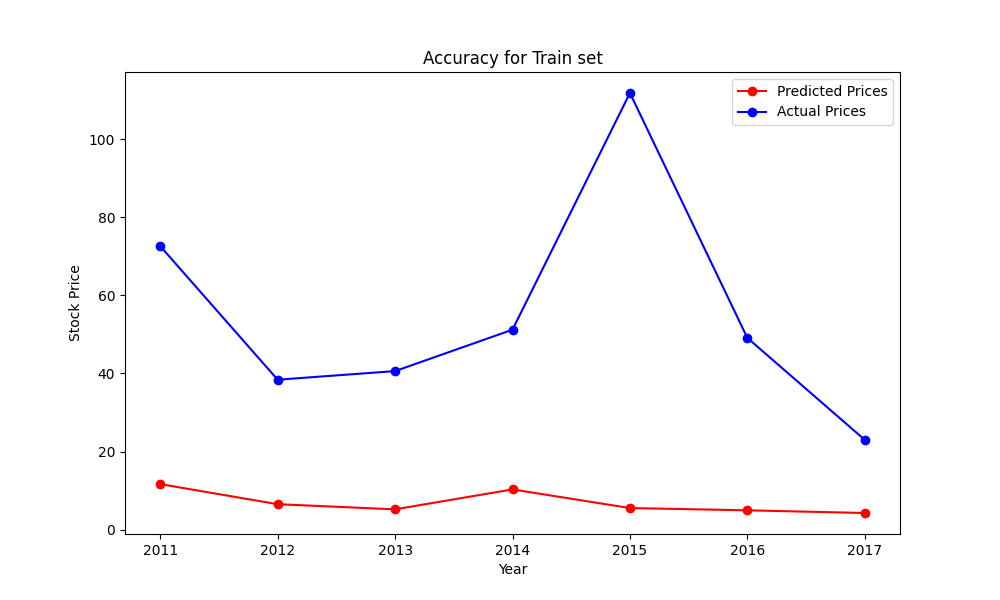 Accuracy for Train set
Predicted Prices
Actual Prices
100
80
60
40
20
0
Stock Price
2011 2012 2013 2014 2015 2016 2017
Year